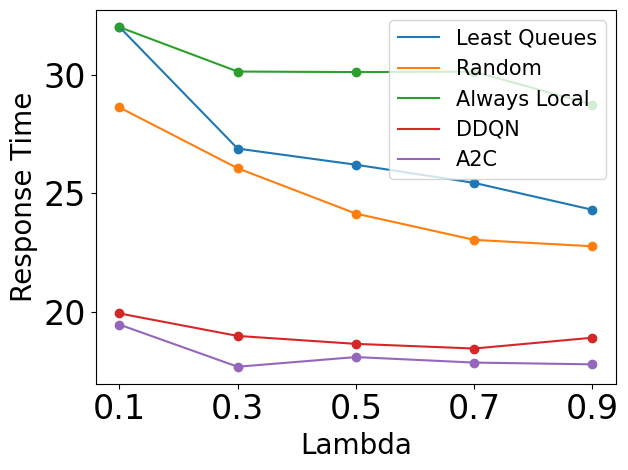 Least Queues
Random
Always Local
DDQN
A2C
30
25
20
Response Time
0.1 0.3 0.5 0.7 0.9
Lambda